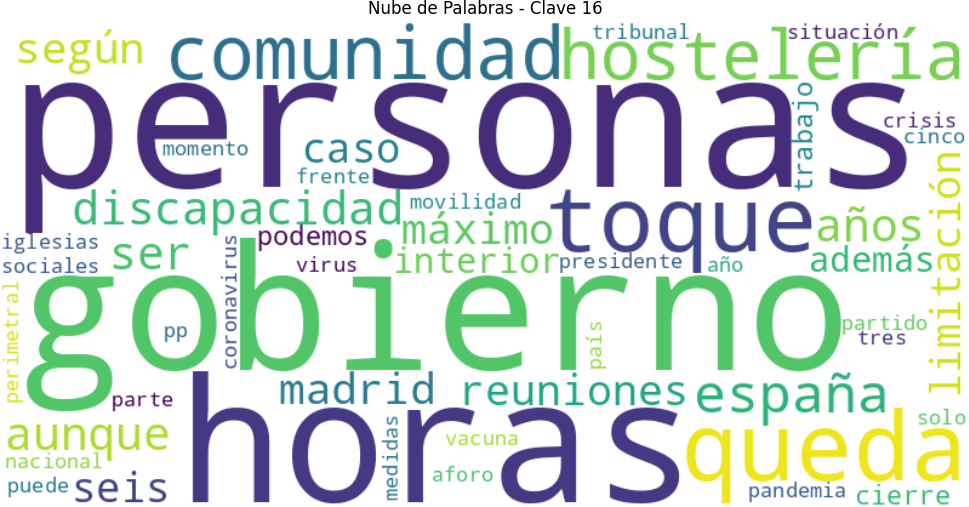 Nube de Palabras - Clave 16
según
comunidad
hostelería
tribunal
situación
personas
momento
caso
frente
trabajo
crisis
cinco
discapacidad
movilidad
toque
años
limitación
iglesias
sociales
ser
podemos
máximo
coronavirus
virus
interior
presidente
año
además
gobierno
perimetral
pp
país
partido
tres
parte
madrid
reuniones
españa
horas
aunque
nacional
puede
seis
medidas
vacuna
aforo
queda
solo
pandemia
cierre